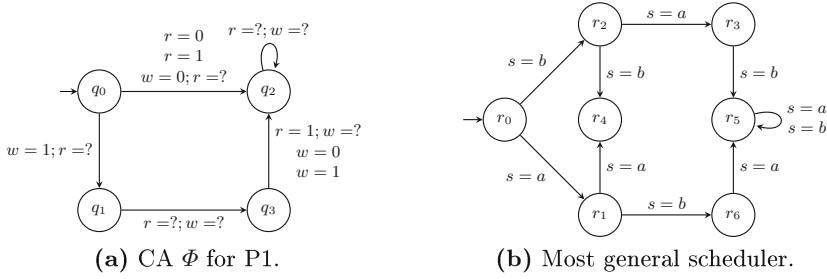 r = 0
r = 1
w = 0; r =?
r =?; w =?
q0
q2
w = 1; r =?
r = 1; w =?
w = 0
w = 1
q1
q3
r =?; w =?
(a) CA Φ for P1.
r2
s = a
r3
s = b
s = b
s = b
r0
r4
r5
s = a
s = b
s = a
s = a
s = a
r1
s = b
r6
(b) Most general scheduler.